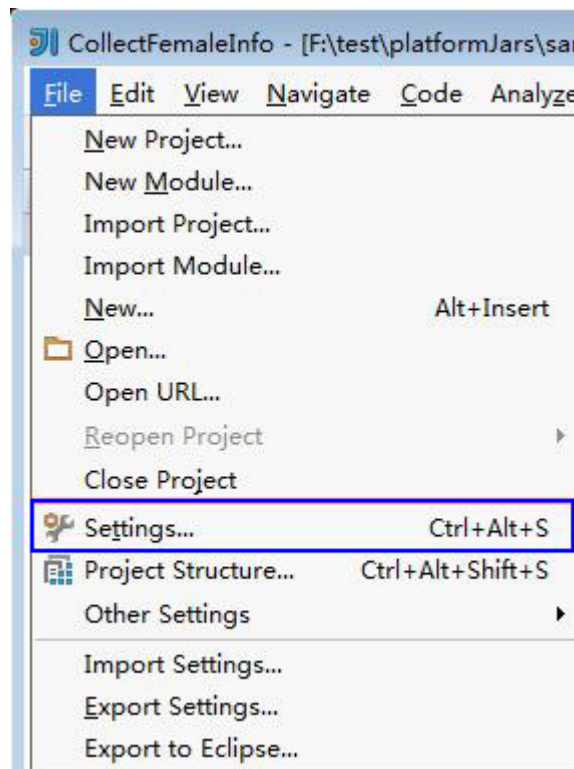 CollectFemaleInfo - [F:\test\platformJars\sa
File Edit View Navigate Code Analyze
New Project...
New Module...
Import Project...
Import Module...
New... Alt+Insert
Open...
Open URL...
Reopen Project
Close Project
Settings... Ctrl+Alt+S
Project Structure... Ctrl+Alt+Shift+S
Other Settings
Import Settings...
Export Settings...
Export to Eclipse...